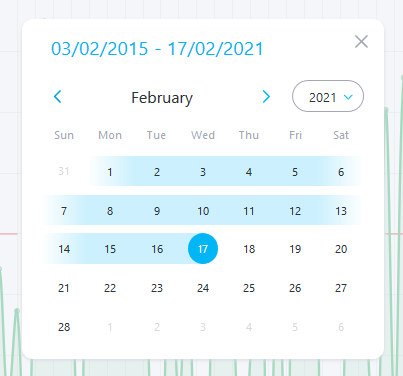 03/02/2015 - 17/02/2021
February 2021
Sun Mon Tue Wed Thu Fri Sat
31 1 2 3 4 5 6
7 8 9 10 11 12 13
14 15 16 17 18 19 20
21 22 23 24 25 26 27
28 1 2 3 4 5 6